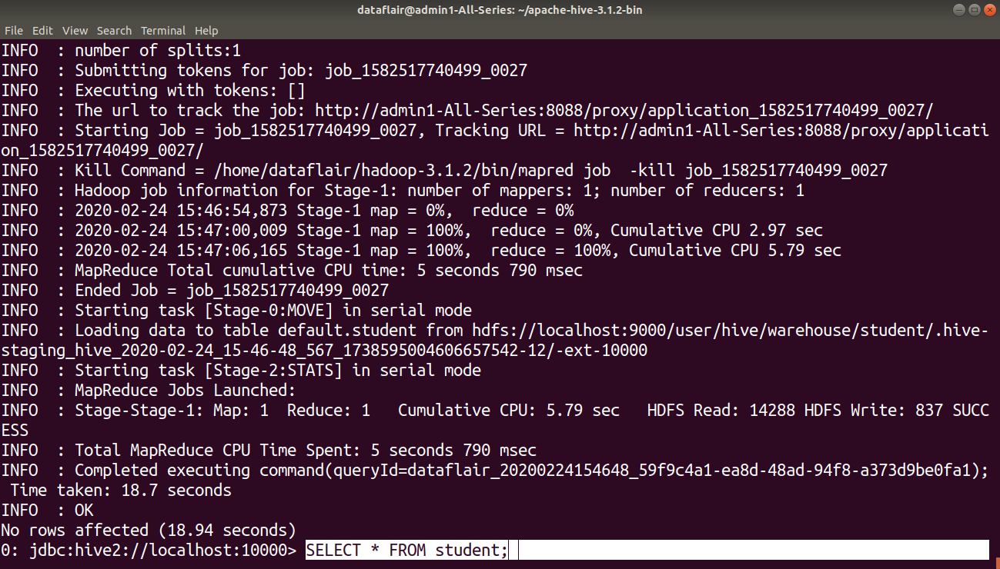 dataflair@admin1-All-Series: ~/apache-hive-3.1.2-bin
File Edit View Search Terminal Help
INFO  : number of splits:1
INFO  : Submitting tokens for job: job_1582517740499_0027
INFO  : Executing with tokens: []
INFO  : The url to track the job: http://admin1-All-Series:8088/proxy/application_1582517740499_0027/
INFO  : Starting Job = job_1582517740499_0027, Tracking URL = http://admin1-All-Series:8088/proxy/applicati
on_1582517740499_0027/
INFO  : Kill Command = /home/dataflair/hadoop-3.1.2/bin/mapred job  -kill job_1582517740499_0027
INFO  : Hadoop job information for Stage-1: number of mappers: 1; number of reducers: 1
INFO  : 2020-02-24 15:46:54,873 Stage-1 map = 0%,  reduce = 0%
INFO  : 2020-02-24 15:47:00,009 Stage-1 map = 100%,  reduce = 0%, Cumulative CPU 2.97 sec
INFO  : 2020-02-24 15:47:06,165 Stage-1 map = 100%,  reduce = 100%, Cumulative CPU 5.79 sec
INFO  : MapReduce Total cumulative CPU time: 5 seconds 790 msec
INFO  : Ended Job = job_1582517740499_0027
INFO  : Starting task [Stage-0:MOVE] in serial mode
INFO  : Loading data to table default.student from hdfs://localhost:9000/user/hive/warehouse/student/.hive-
staging_hive_2020-02-24_15-46-48_567_1738595004606657542-12/-ext-10000
INFO  : Starting task [Stage-2:STATS] in serial mode
INFO  : MapReduce Jobs Launched:
INFO  : Stage-Stage-1: Map: 1  Reduce: 1   Cumulative CPU: 5.79 sec   HDFS Read: 14288 HDFS Write: 837 SUCC
ESS
INFO  : Total MapReduce CPU Time Spent: 5 seconds 790 msec
INFO  : Completed executing command(queryId=dataflair_20200224154648_59f9c4a1-ea8d-48ad-94f8-a373d9be0fa1);
 Time taken: 18.7 seconds
INFO  : OK
No rows affected (18.94 seconds)
0: jdbc:hive2://localhost:10000> SELECT * FROM student;